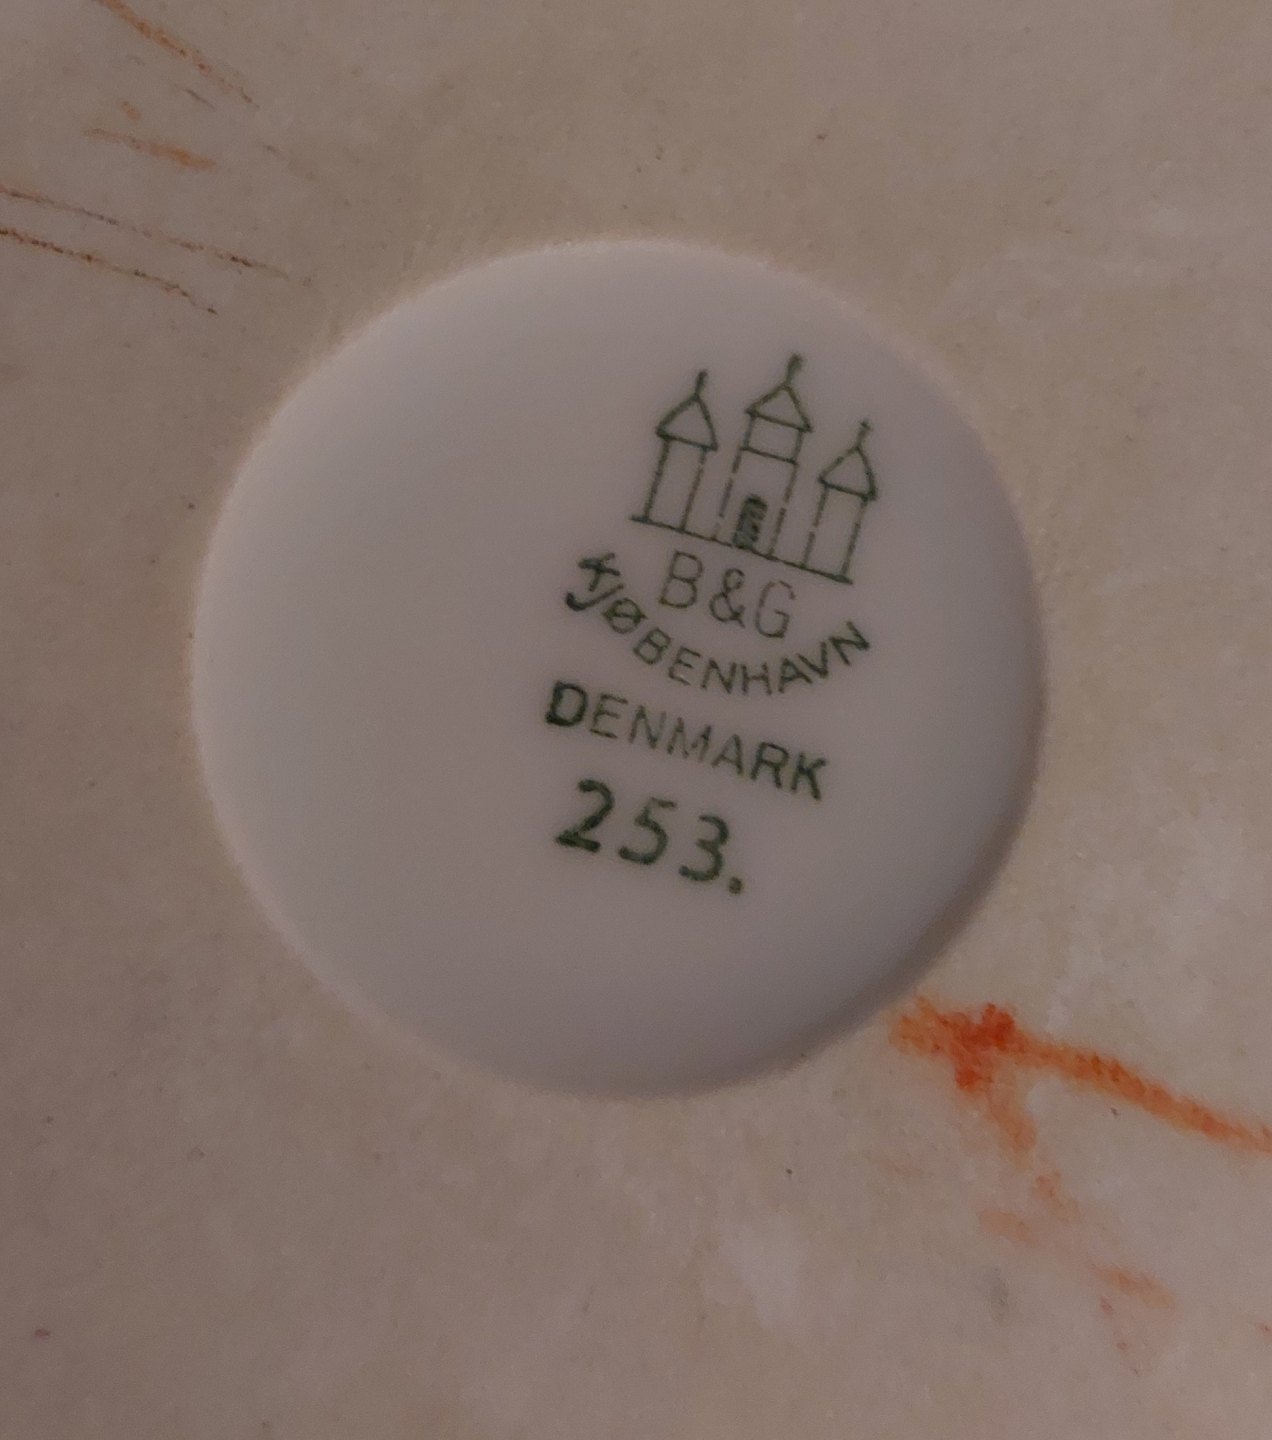 B&G
KJØBENHAVN
DENMARK
253.